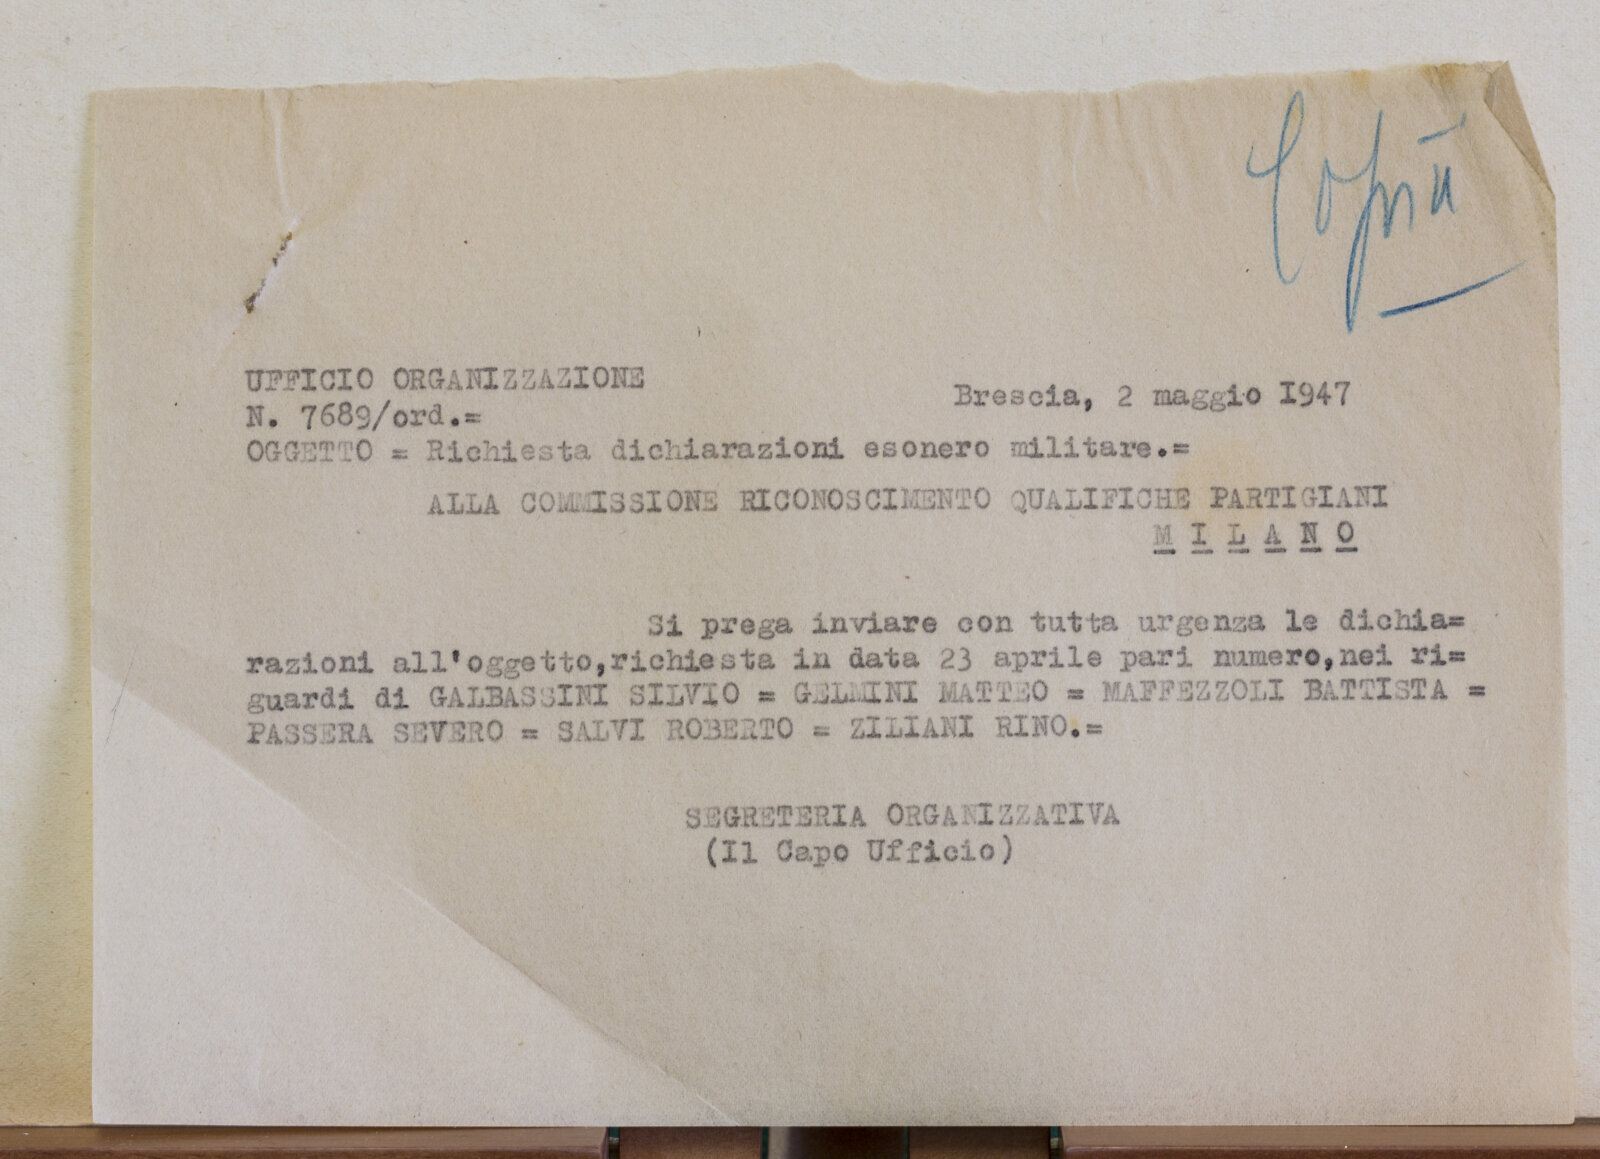 Copia
UFFICIO ORGANIZZAZIONE
Brescia, 2 maggio 1947
N. 7689/ord.=
OGGETTO = Richiesta dichiarazioni esonero militare.=
ALLA COMMISSIONE RICONOSCIMENTO QUALIFICHE PARTIGIANI
M I L A N O
Si prega inviare con tutta urgenza le dichia=
razioni all'oggetto,richiesta in data 23 aprile pari numero,nei ri=
guardi di GALBASSINI SILVIO = GELMINI MATTEO = MAFFEZZOLI BATTISTA =
PASSERA SEVERO = SALVI ROBERTO = ZILIANI RINO.=
SEGRETERIA ORGANIZZATIVA
(Il Capo Ufficio)